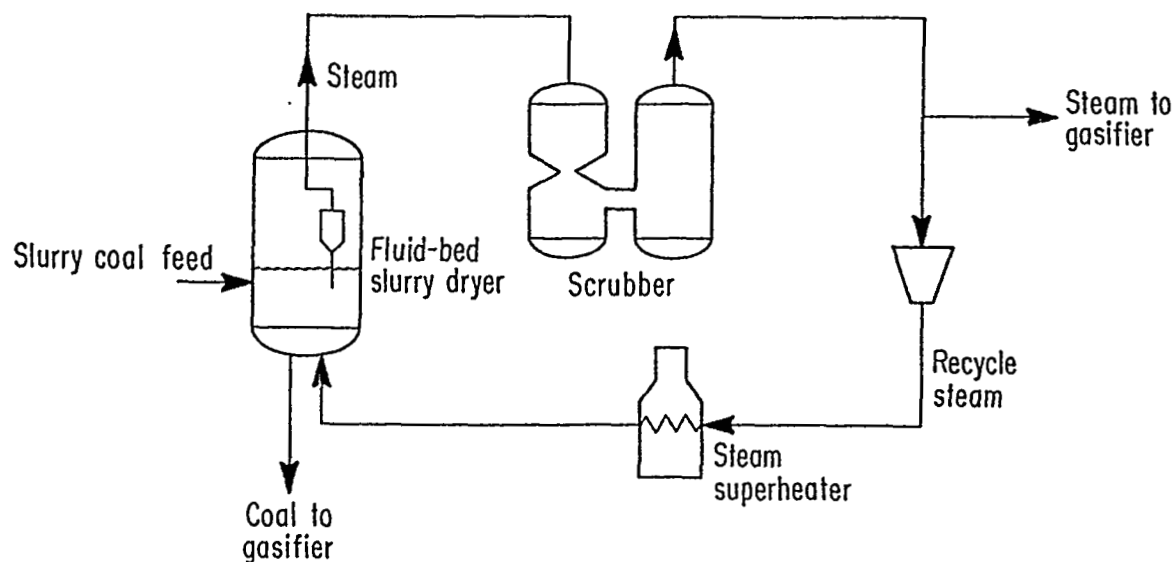 Steam
Steam to
gasifier
Slurry coal feed
Fluid-bed
slurry dryer
Scrubber
Recycle
steam
Steam
superheater
Coal to
gasifier